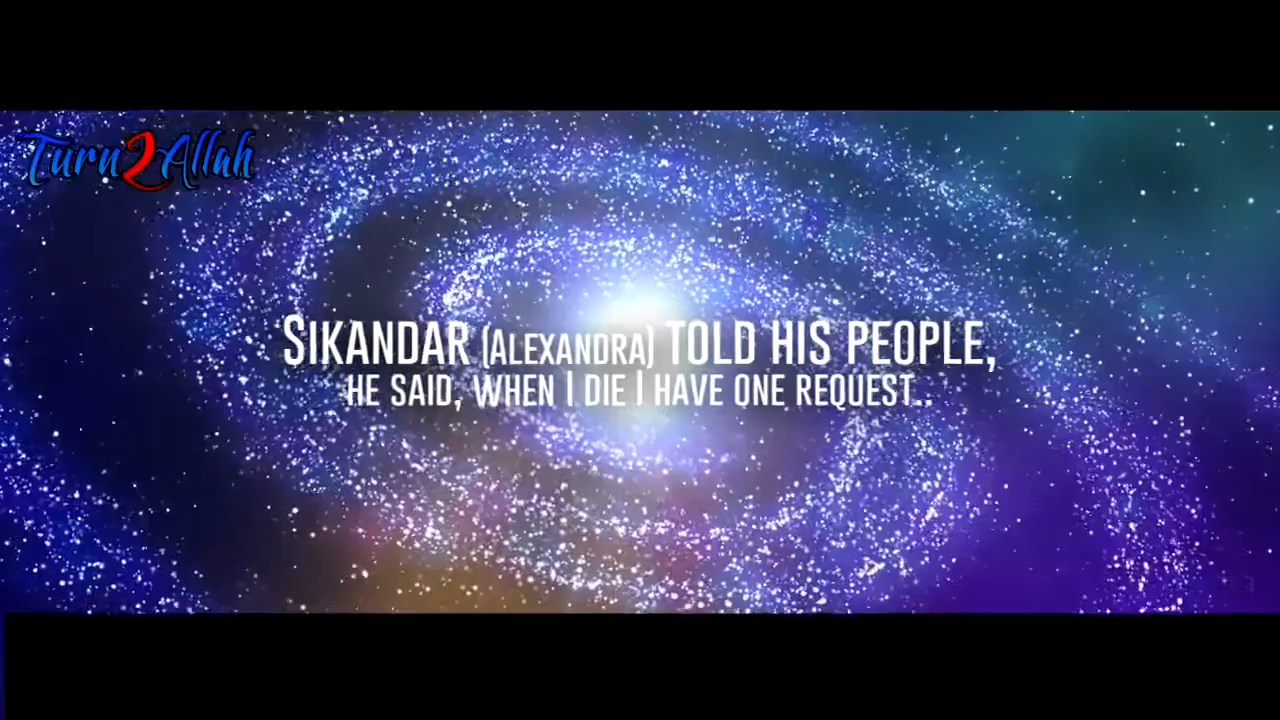 Turn2Allah
SIKANDAR (ALEXANDRA) TOLD HIS PEOPLE,
HE SAID, WHEN I DIE I HAVE ONE REQUEST..